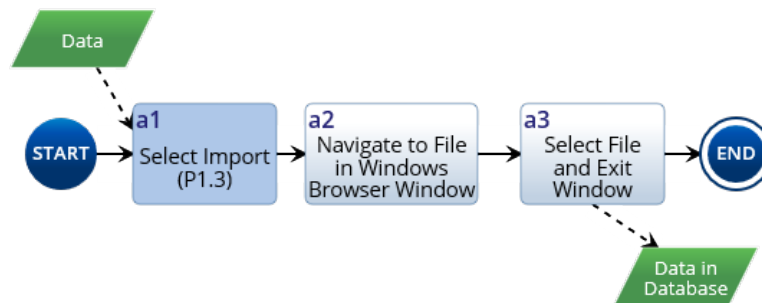 Data
START
a1
Select Import
(P1.3)
a2
Navigate to File
in Windows
Browser Window
a3
Select File
and Exit
Window
END
Data in
Database